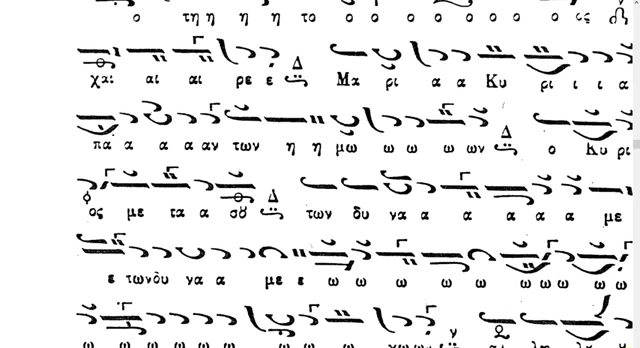 ο τη η η η το ο ο ο ο ο ο ο ος
χαι αι αι ρε ε Μα ρι α α Κυ ρι ι ι α
πα α α α αν των η η μω ω ω ω ων ο Κυ ρι
ος με τα α σȣ των δυ να α α α α α με
ε των δυ να α με ε ω ω ω ω ω ω ω ω ω ω
ω ω ω ω ω ω ω ω ω